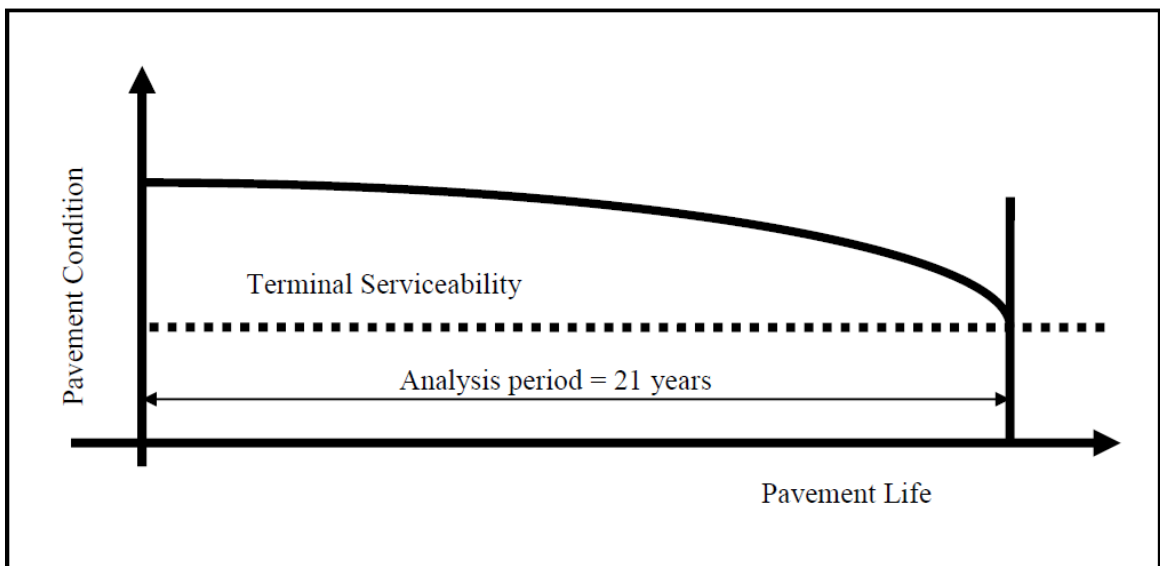 Pavement Condition
Terminal Serviceability
Analysis period = 21 years
Pavement Life